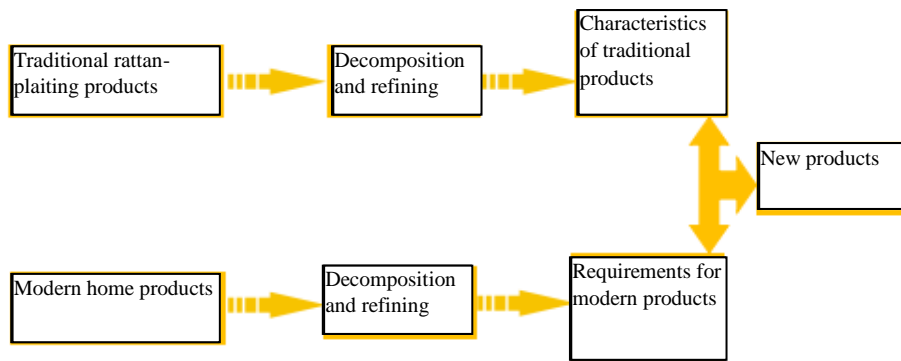 Traditional rattan-
plaiting products
Decomposition
and refining
Characteristics
of traditional
products
New products
Modern home products
Decomposition
and refining
Requirements for
modern products